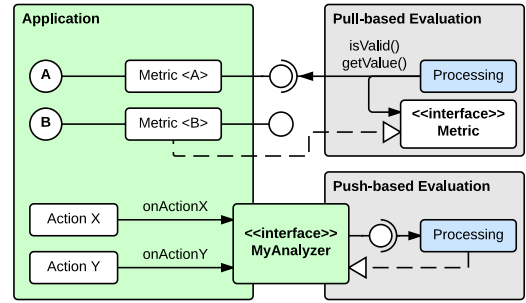 Application
Pull-based Evaluation
isValid()
getValue()
A
Metric <A>
Processing
B
Metric <B>
<<interface>>
Metric
Push-based Evaluation
Action X
onActionX
<<interface>>
MyAnalyzer
Processing
Action Y
onActionY